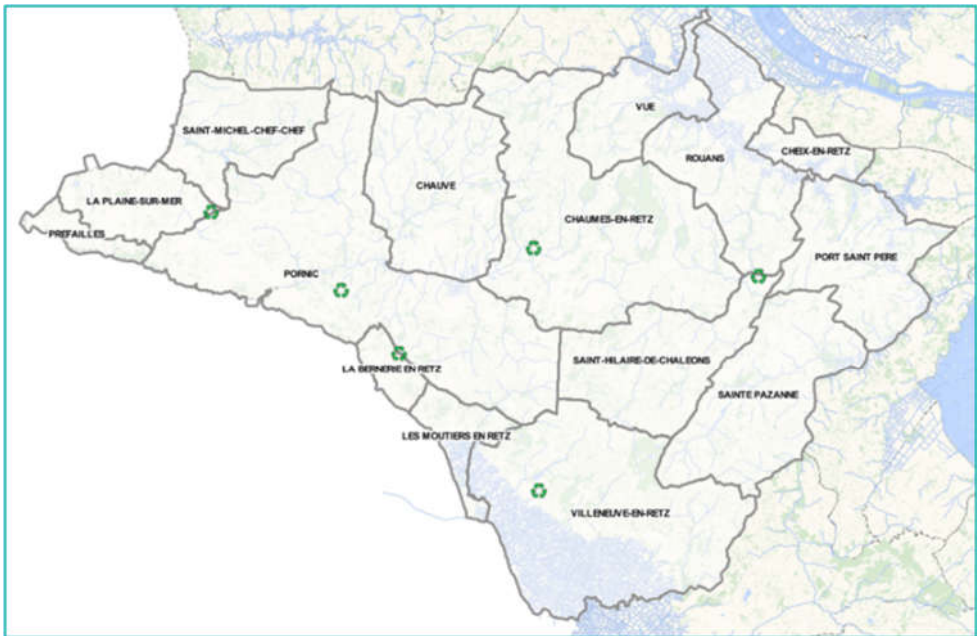 VUE
SAINT-MICHEL-CHEF-CHEF
CHEIX-EN-RETZ
ROUANS
CHAUVE
LA PLAINE-SUR-MER
CHAUMES-EN-RETZ
PREFAILLES
PORT SAINT PERE
PORNIC
SAINT-HILAIRE-DE-CHALEONS
LA BERNERIE EN RETZ
SAINTE PAZANNE
LES MOUTIERS EN RETZ
VILLENEUVE-EN-RETZ